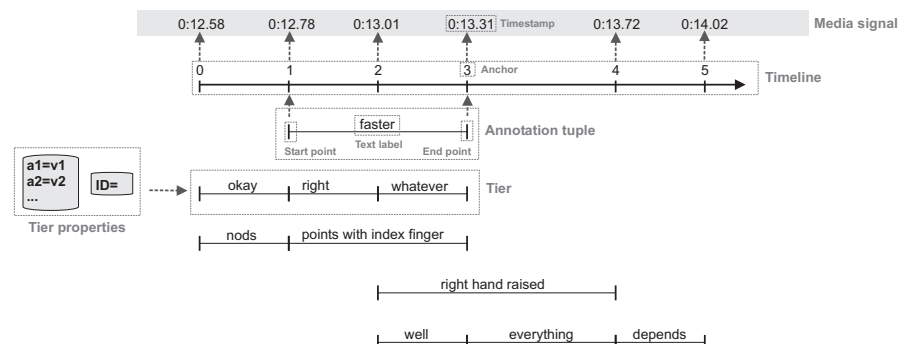 0:12.58 0:12.78 0:13.01 0:13.31 Timestamp 0:13.72 0:14.02 Media signal
0 1 2 3 Anchor 4 5 Timeline
faster
Text label
Start point End point
Annotation tuple
a1=v1
a2=v2
...
ID=
Tier properties
okay right whatever Tier
nods points with index finger
right hand raised
well everything depends